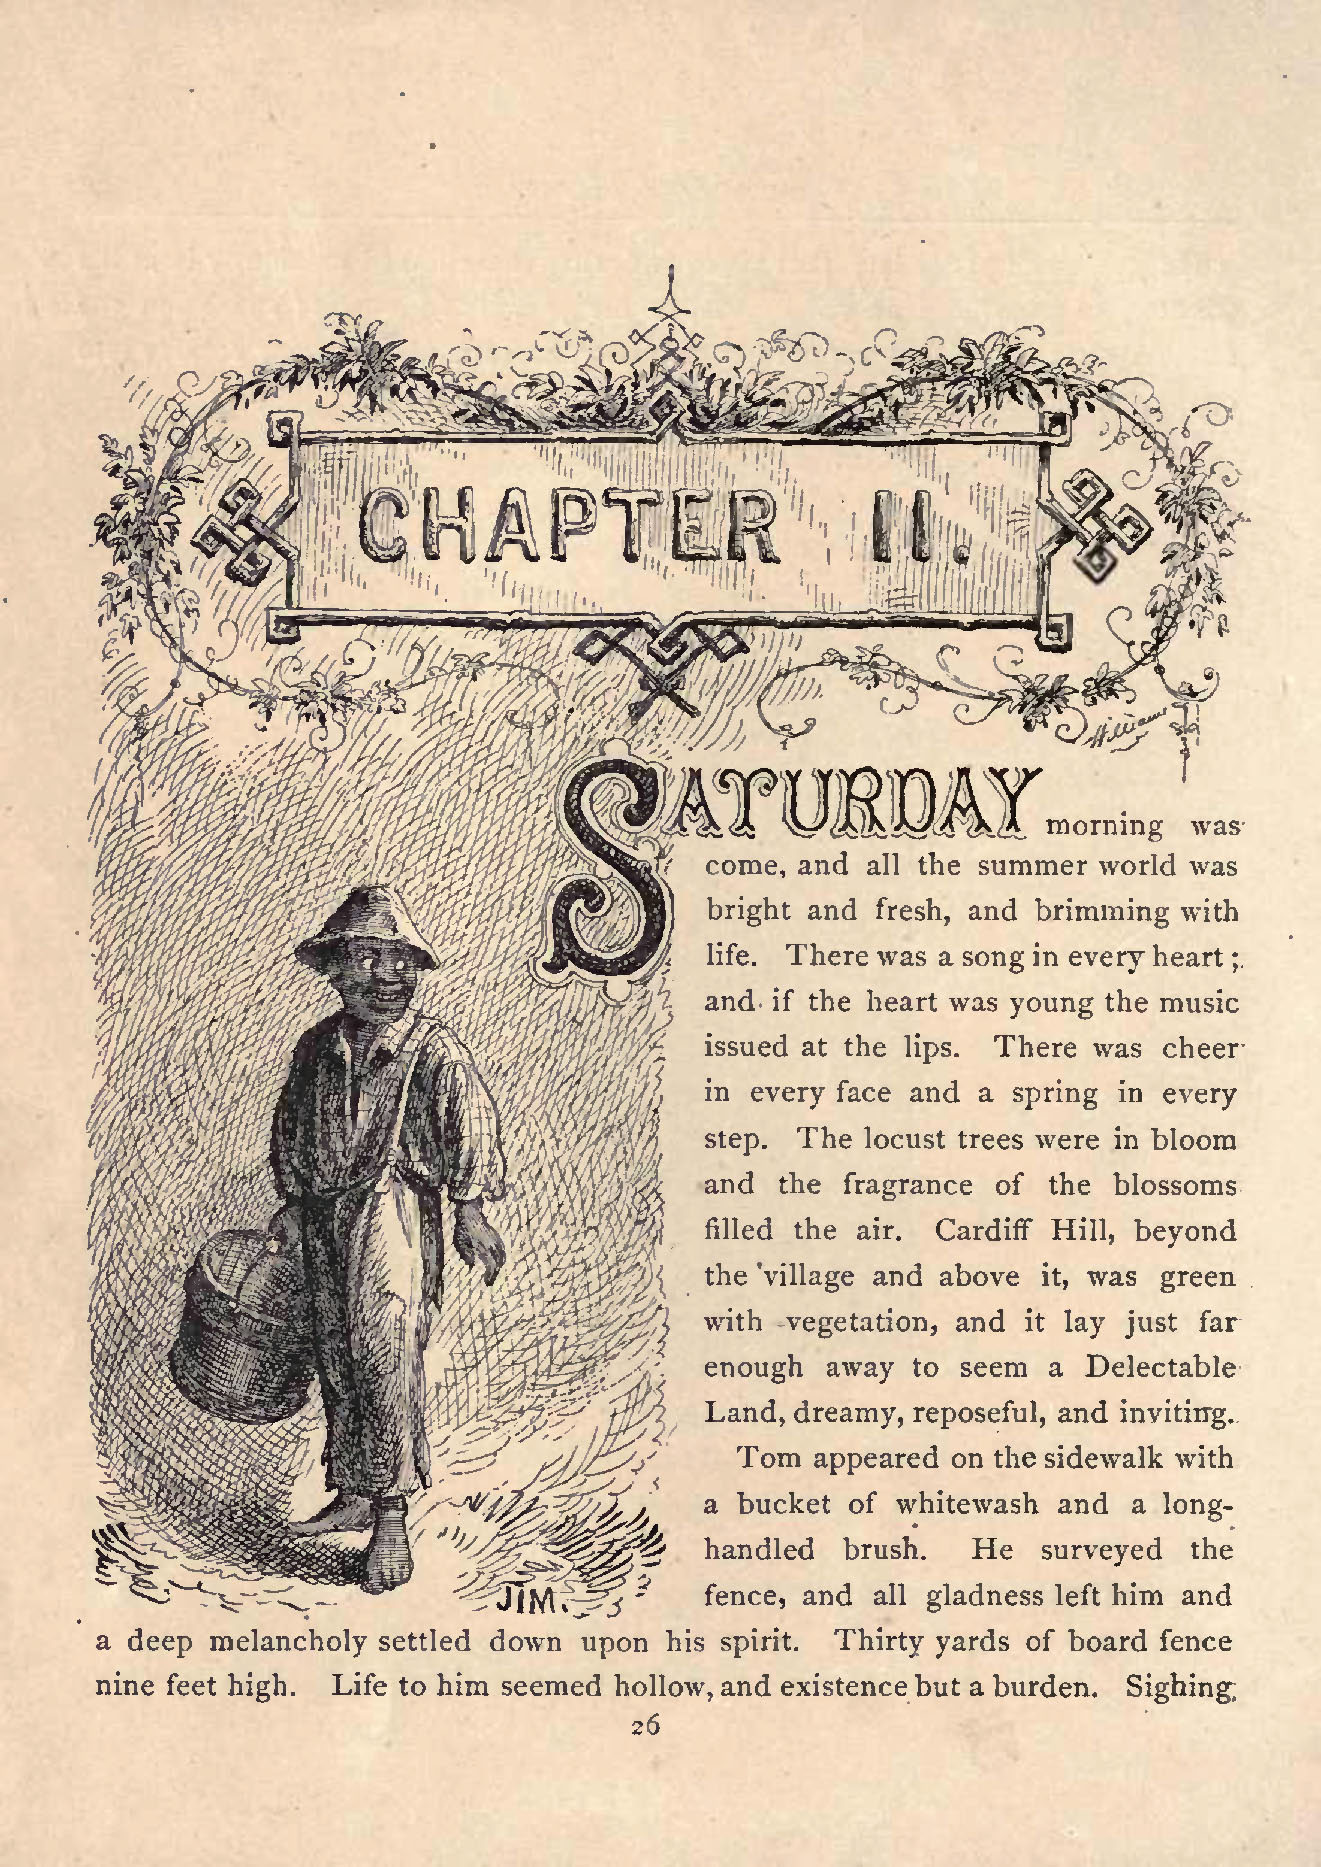 CHAPTER II.
Williams
SATURDAY morning was
come, and all the summer world was
bright and fresh, and brimming with
life. There was a song in every heart;
and if the heart was young the music
issued at the lips. There was cheer
in every face and a spring in every
step. The locust trees were in bloom
and the fragrance of the blossoms
filled the air. Cardiff Hill, beyond
the village and above it, was green
with vegetation, and it lay just far
enough away to seem a Delectable
Land, dreamy, reposeful, and inviting.
Tom appeared on the sidewalk with
a bucket of whitewash and a long-
handled brush. He surveyed the
fence, and all gladness left him and
JIM.
a deep melancholy settled down upon his spirit. Thirty yards of board fence
nine feet high. Life to him seemed hollow, and existence but a burden. Sighing,
26